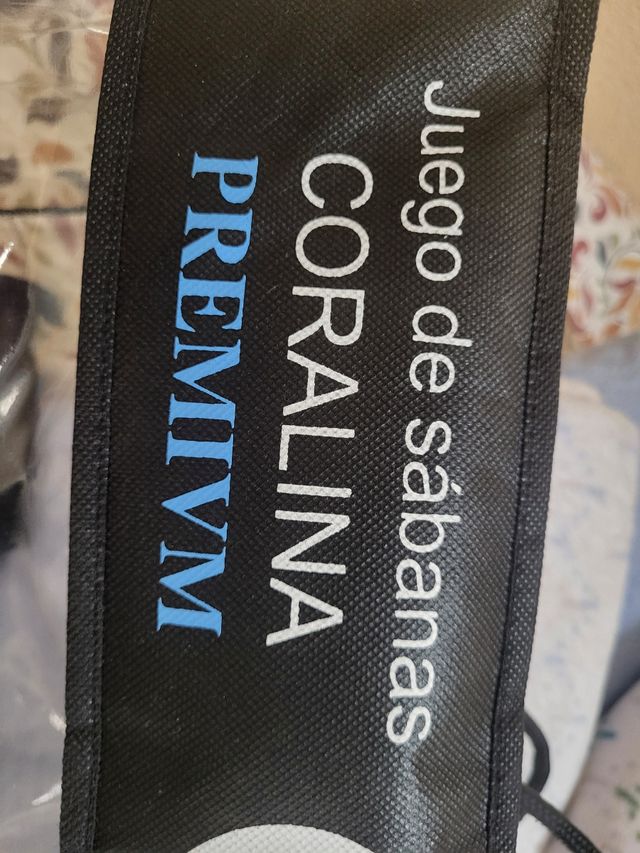 Juego de sábanas
CORALINA
PREMIVM